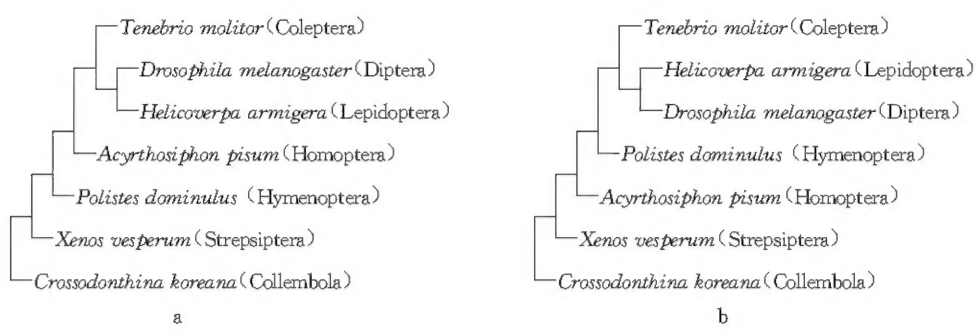 Tenebrio molitor(Coleptera)
Drosophila melanogaster(Diptera)
Helicoverpa armigera(Lepidoptera)
Acyrthosiphon pisum(Homoptera)
Polistes dominulus (Hymenoptera)
Xenos vesperum(Strepsiptera)
Crossodonthina koreana(Collembola)
a
Tenebrio molitor(Coleptera)
Helicoverpa armigera(Lepidoptera)
Drosophila melanogaster(Diptera)
Polistes dominulus (Hymenoptera)
Acyrthosiphon pisum(Homoptera)
Xenos vesperum(Strepsiptera)
Crossodonthina koreana(Collembola)
b